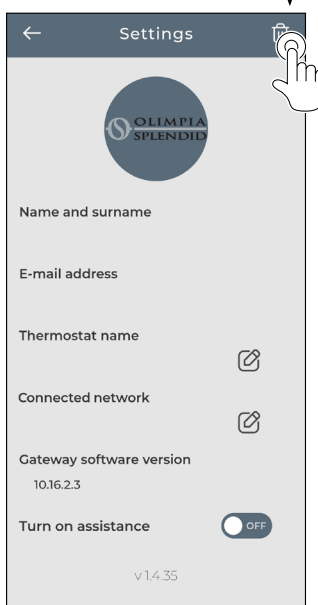 Settings
OLIMPIA
SPLENDID
Name and surname
E-mail address
Thermostat name
Connected network
Gateway software version
10.16.2.3
Turn on assistance
OFF
v 1.4.35